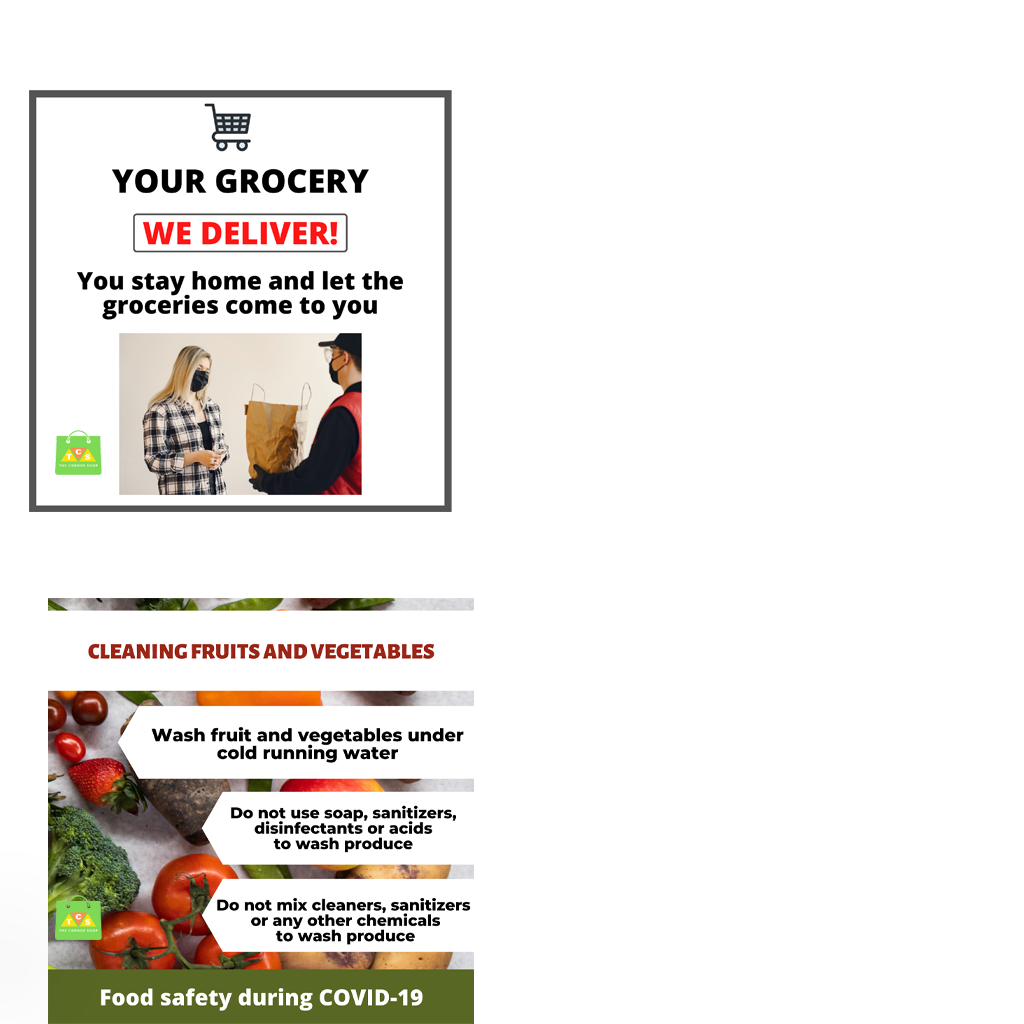 YOUR GROCERY
WE DELIVER!
You stay home and let the
groceries come to you
T C S
THE CORNER SHOP
CLEANING FRUITS AND VEGETABLES
Wash fruit and vegetables under
cold running water
Do not use soap, sanitizers,
disinfectants or acids
to wash produce
Do not mix cleaners, sanitizers
or any other chemicals
to wash produce
T C S
THE CORNER SHOP
Food safety during COVID-19